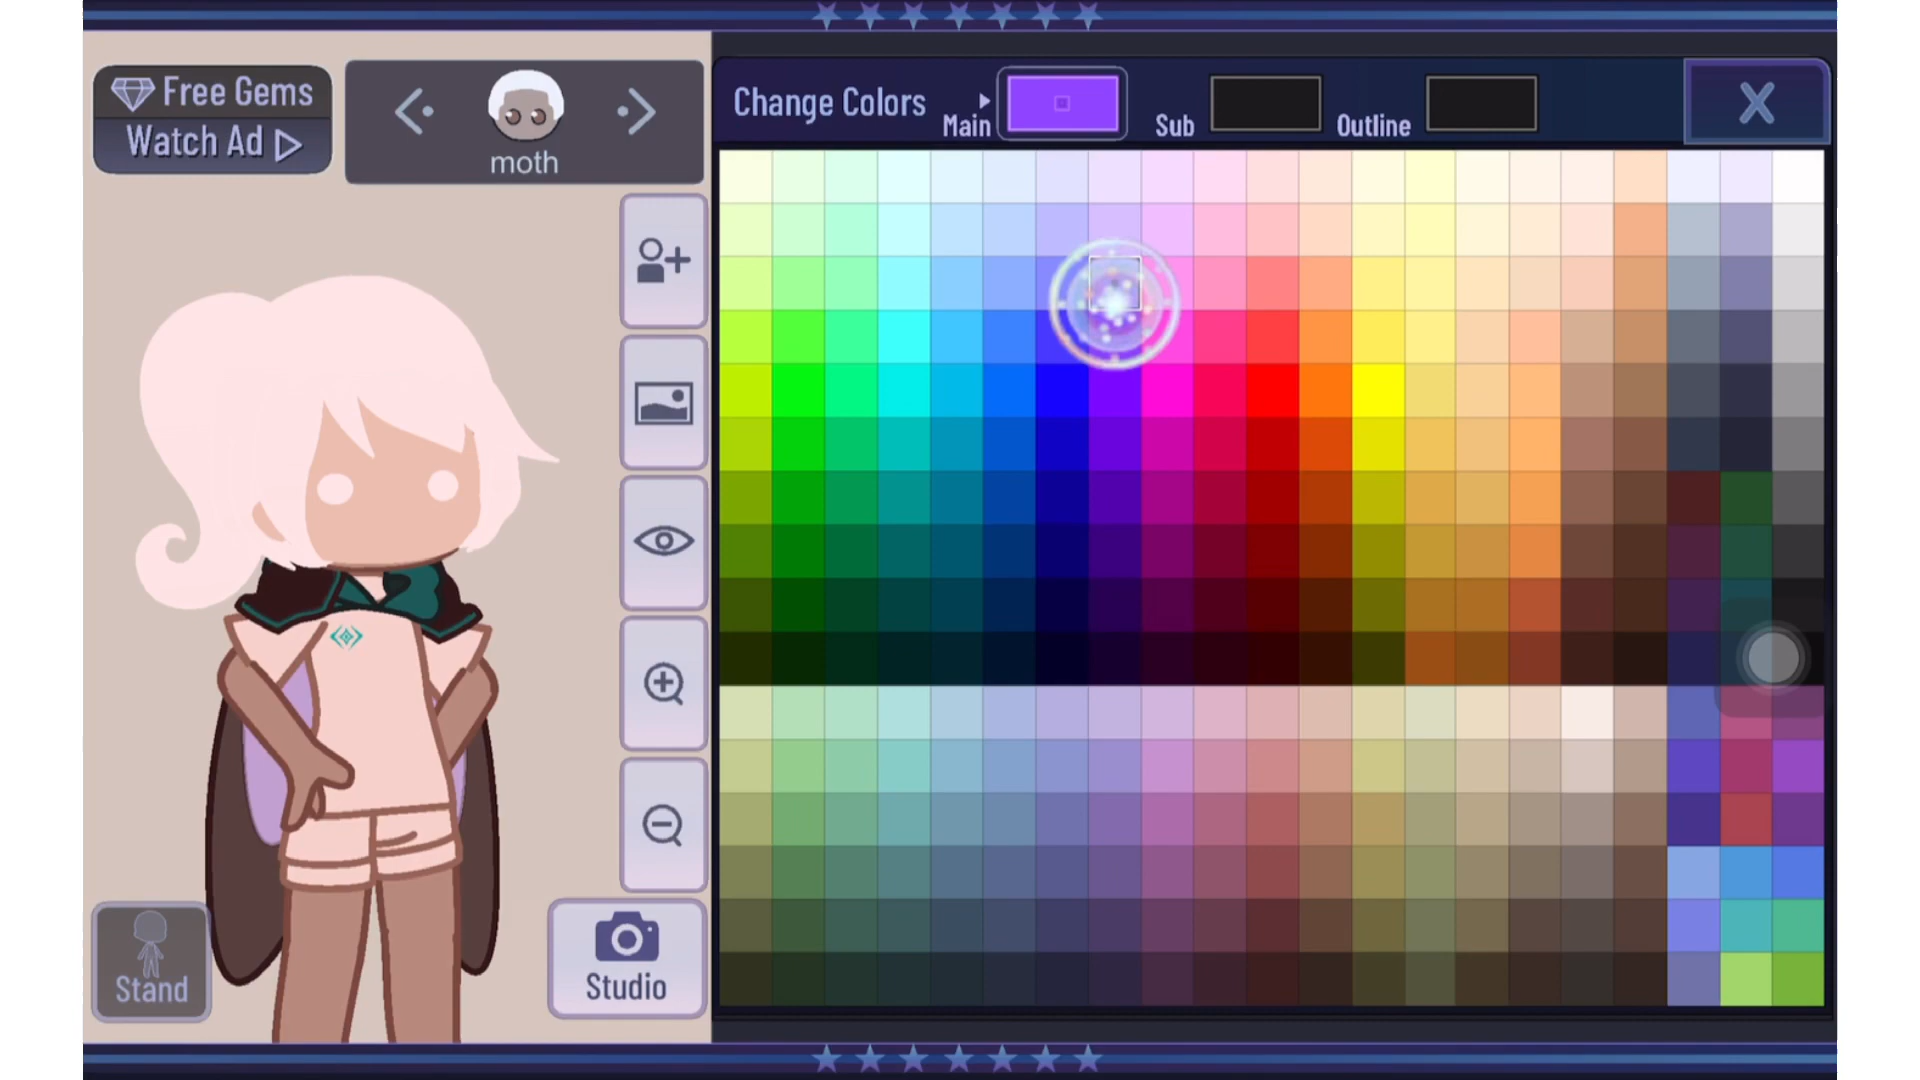 Free Gems
Watch Ad
moth
Change Colors
Main
Sub
Outline
X
Stand
Studio